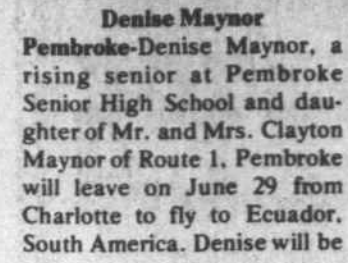 Denise Maynor
Pembroke-Denise Maynor, a
rising senior at Pembroke
Senior High School and dau-
ghter of Mr. and Mrs. Clayton
Maynor of Route 1, Pembroke
will leave on June 29 from
Charlotte to fly to Ecuador,
South America. Denise will be